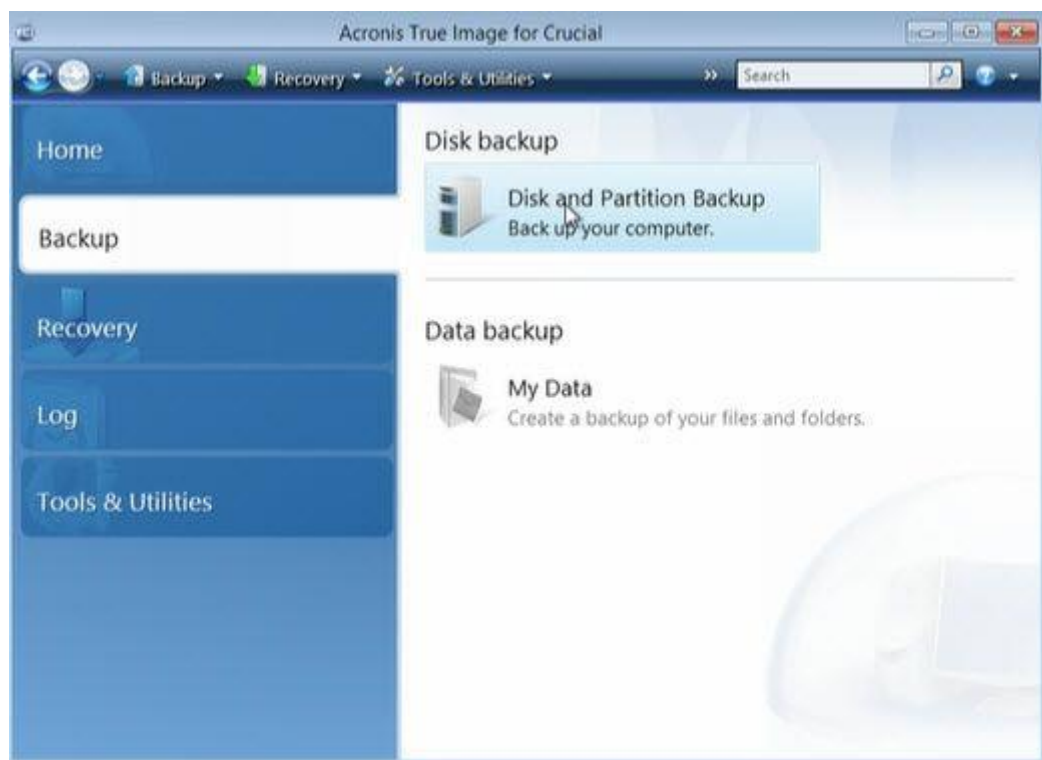 Acronis True Image for Crucial
Backup Recovery Tools & Utilities » Search
Home
Backup
Recovery
Log
Tools & Utilities
Disk backup
Disk and Partition Backup
Back up your computer.
Data backup
My Data
Create a backup of your files and folders.